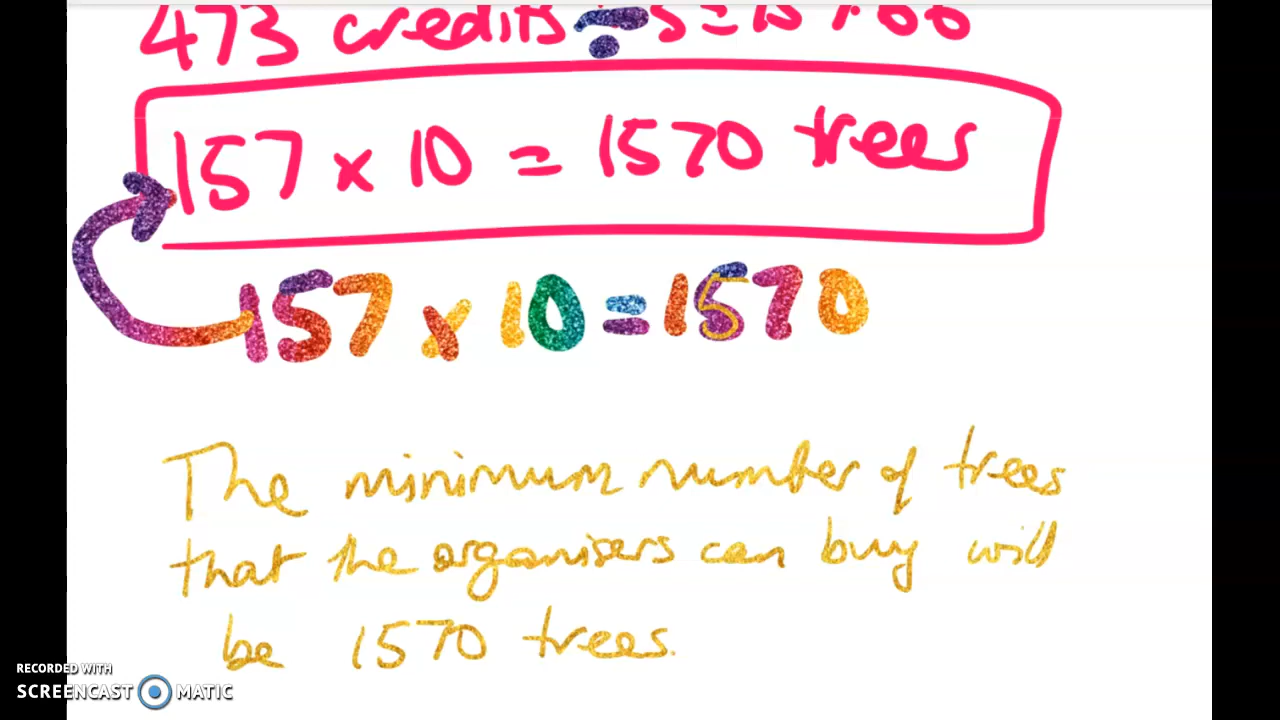 473 credits ÷
157 x 10 = 1570 trees
157 x 10 = 1570
The minimum number of trees
that the organisers can buy will
be 1570 trees.
RECORDED WITH
SCREENCAST MATIC